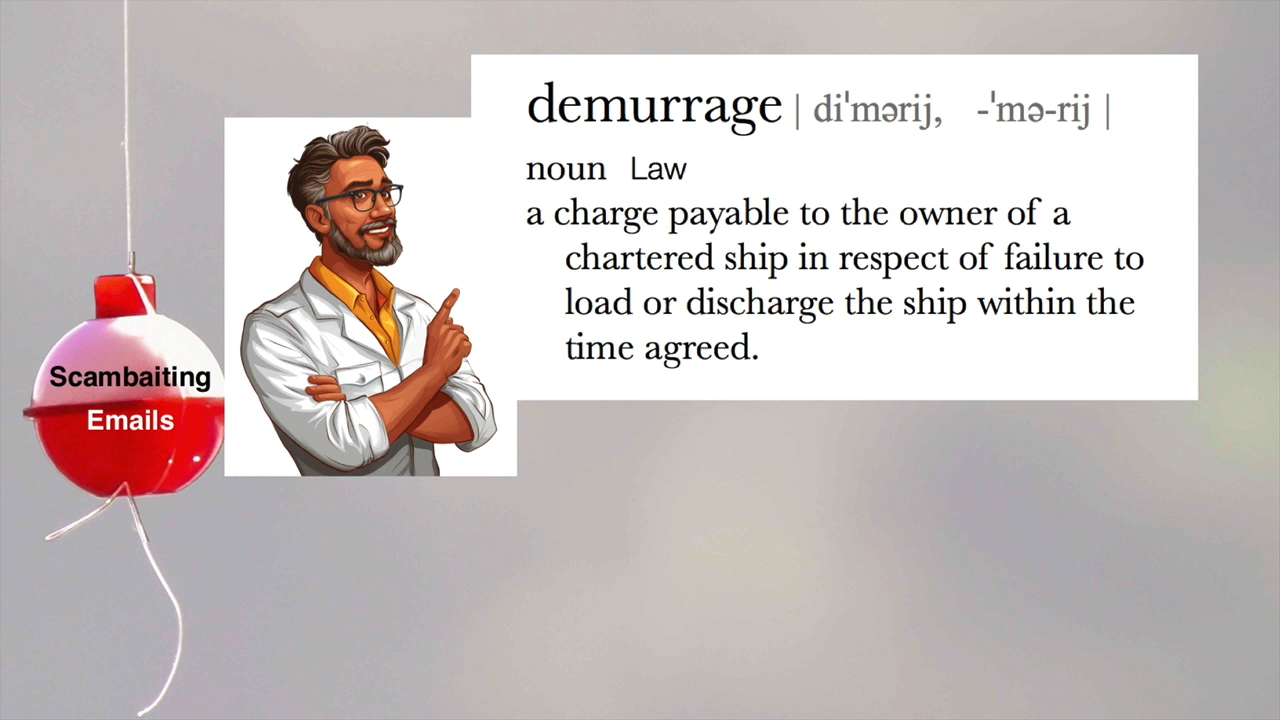 demurrage | diˈmərij, -ˈmə-rij |
noun Law
a charge payable to the owner of a
chartered ship in respect of failure to
load or discharge the ship within the
time agreed.
Scambaiting
Emails